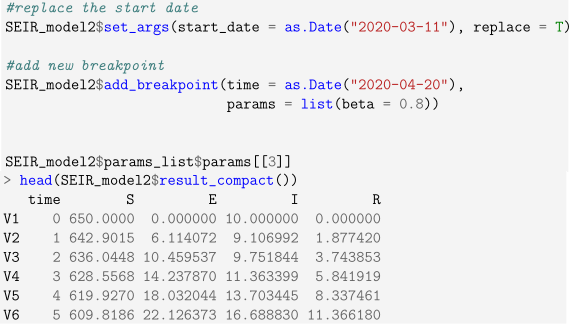 #replace the start date
SEIR_model2$set_args(start_date = as.Date("2020-03-11"), replace = T)
#add new breakpoint
SEIR_model2$add_breakpoint(time = as.Date("2020-04-20"),
params = list(beta = 0.8))
SEIR_model2$params_list$params[[3]]
> head(SEIR_model2$result_compact())
time S E I R
V1 0 650.0000 0.000000 10.000000 0.000000
V2 1 642.9015 6.114072 9.106992 1.877420
V3 2 636.0448 10.459537 9.751844 3.743853
V4 3 628.5568 14.237870 11.363399 5.841919
V5 4 619.9270 18.032044 13.703445 8.337461
V6 5 609.8186 22.126373 16.688830 11.366180